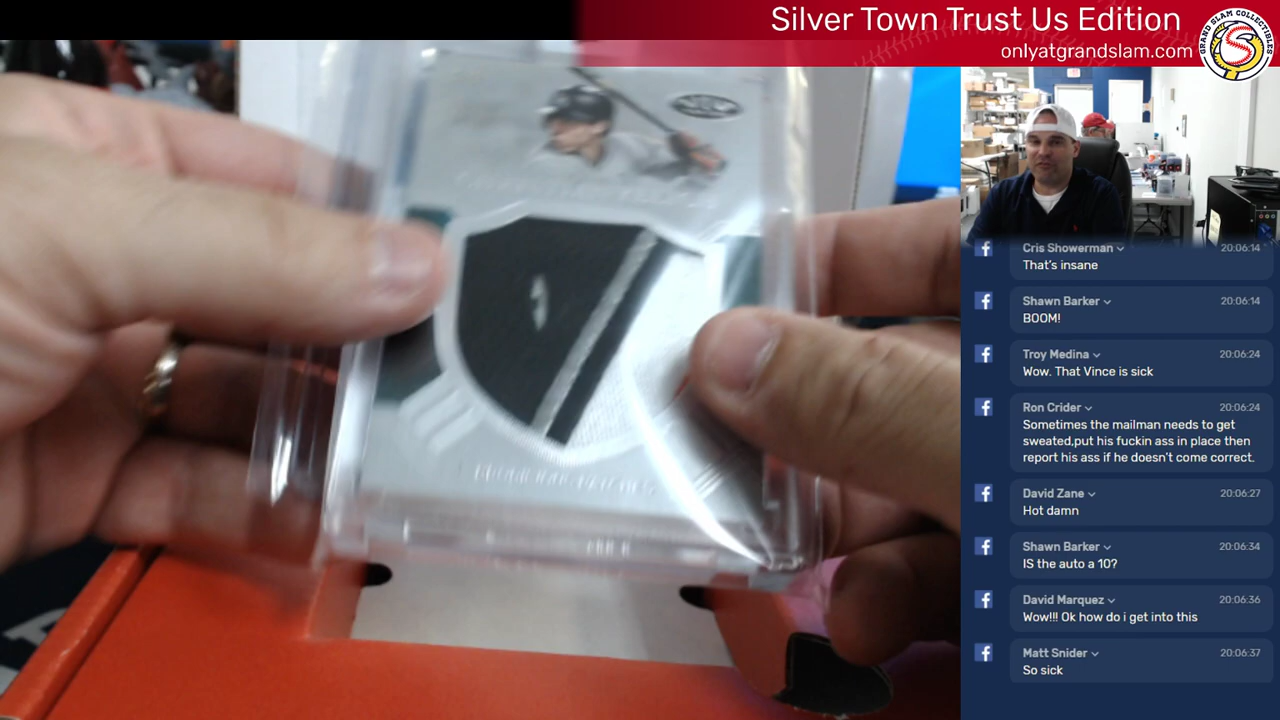 Silver Town Trust Us Edition
onlyatgrandslam.com
GRAND SLAM COLLECTIBLES
Cris Showerman 20:06:14
That's insane
Shawn Barker 20:06:14
BOOM!
Troy Medina 20:06:24
Wow. That Vince is sick
Ron Crider 20:06:24
Sometimes the mailman needs to get
sweated,put his fuckin ass in place then
report his ass if he doesn't come correct.
David Zane 20:06:27
Hot damn
Shawn Barker 20:06:34
IS the auto a 10?
David Marquez 20:06:36
Wow!!! Ok how do i get into this
Matt Snider 20:06:37
So sick